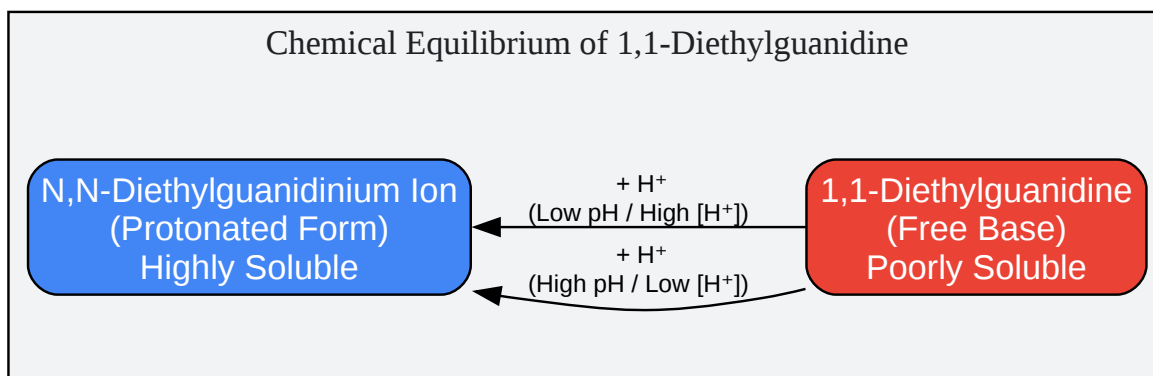 Chemical Equilibrium of 1,1-Diethylguanidine
N,N-Diethylguanidinium Ion
(Protonated Form)
Highly Soluble
+ H⁺
(Low pH / High [H⁺])
+ H⁺
(High pH / Low [H⁺])
1,1-Diethylguanidine
(Free Base)
Poorly Soluble